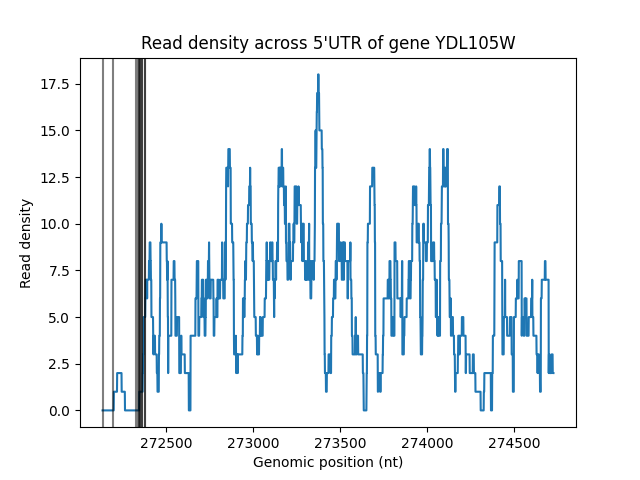 Read density across 5'UTR of gene YDL105W
17.5
15.0
12.5
10.0
7.5
5.0
2.5
0.0
Read density
272500 273000 273500 274000 274500
Genomic position (nt)